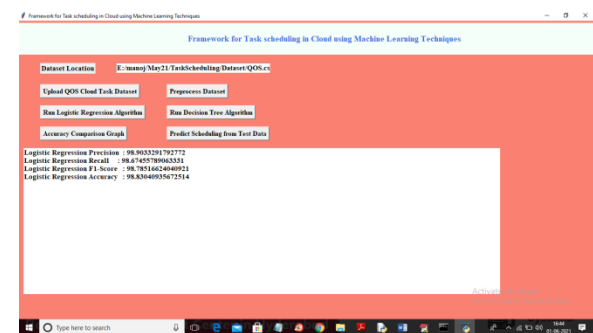 Framework for Task scheduling in Cloud using Machine Learning Techniques
Framework for Task scheduling in Cloud using Machine Learning Techniques
Dataset Location E:/manoj/May21/TaskScheduling/Dataset/QOS.cs
Upload QOS Cloud Task Dataset Preprocess Dataset
Run Logistic Regression Algorithm Run Decision Tree Algorithm
Accuracy Comparison Graph Predict Scheduling from Test Data
Logistic Regression Precision : 98.9033291792772
Logistic Regression Recall : 98.67455789063331
Logistic Regression F1-Score : 98.78516624040921
Logistic Regression Accuracy : 98.83040935672514
Activate
Type here to search
16:44
01-06-2021